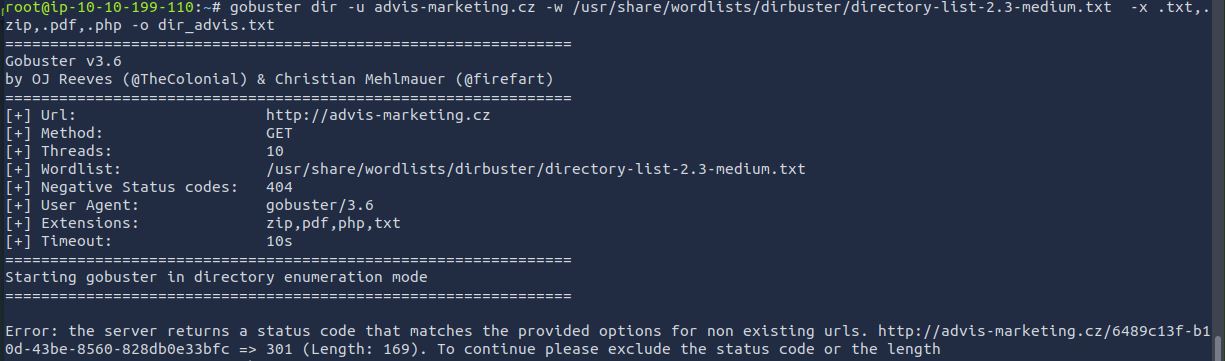 root@ip-10-10-199-110:~# gobuster dir -u advis-marketing.cz -w /usr/share/wordlists/dirbuster/directory-list-2.3-medium.txt  -x .txt,.
zip,.pdf,.php -o dir_advis.txt
===============================================================
Gobuster v3.6
by OJ Reeves (@TheColonial) & Christian Mehlmauer (@firefart)
===============================================================
[+] Url:                     http://advis-marketing.cz
[+] Method:                  GET
[+] Threads:                 10
[+] Wordlist:                /usr/share/wordlists/dirbuster/directory-list-2.3-medium.txt
[+] Negative Status codes:   404
[+] User Agent:              gobuster/3.6
[+] Extensions:              zip,pdf,php,txt
[+] Timeout:                 10s
===============================================================
Starting gobuster in directory enumeration mode
===============================================================
Error: the server returns a status code that matches the provided options for non existing urls. http://advis-marketing.cz/6489c13f-b1
0d-43be-8560-828db0e33bfc => 301 (Length: 169). To continue please exclude the status code or the length